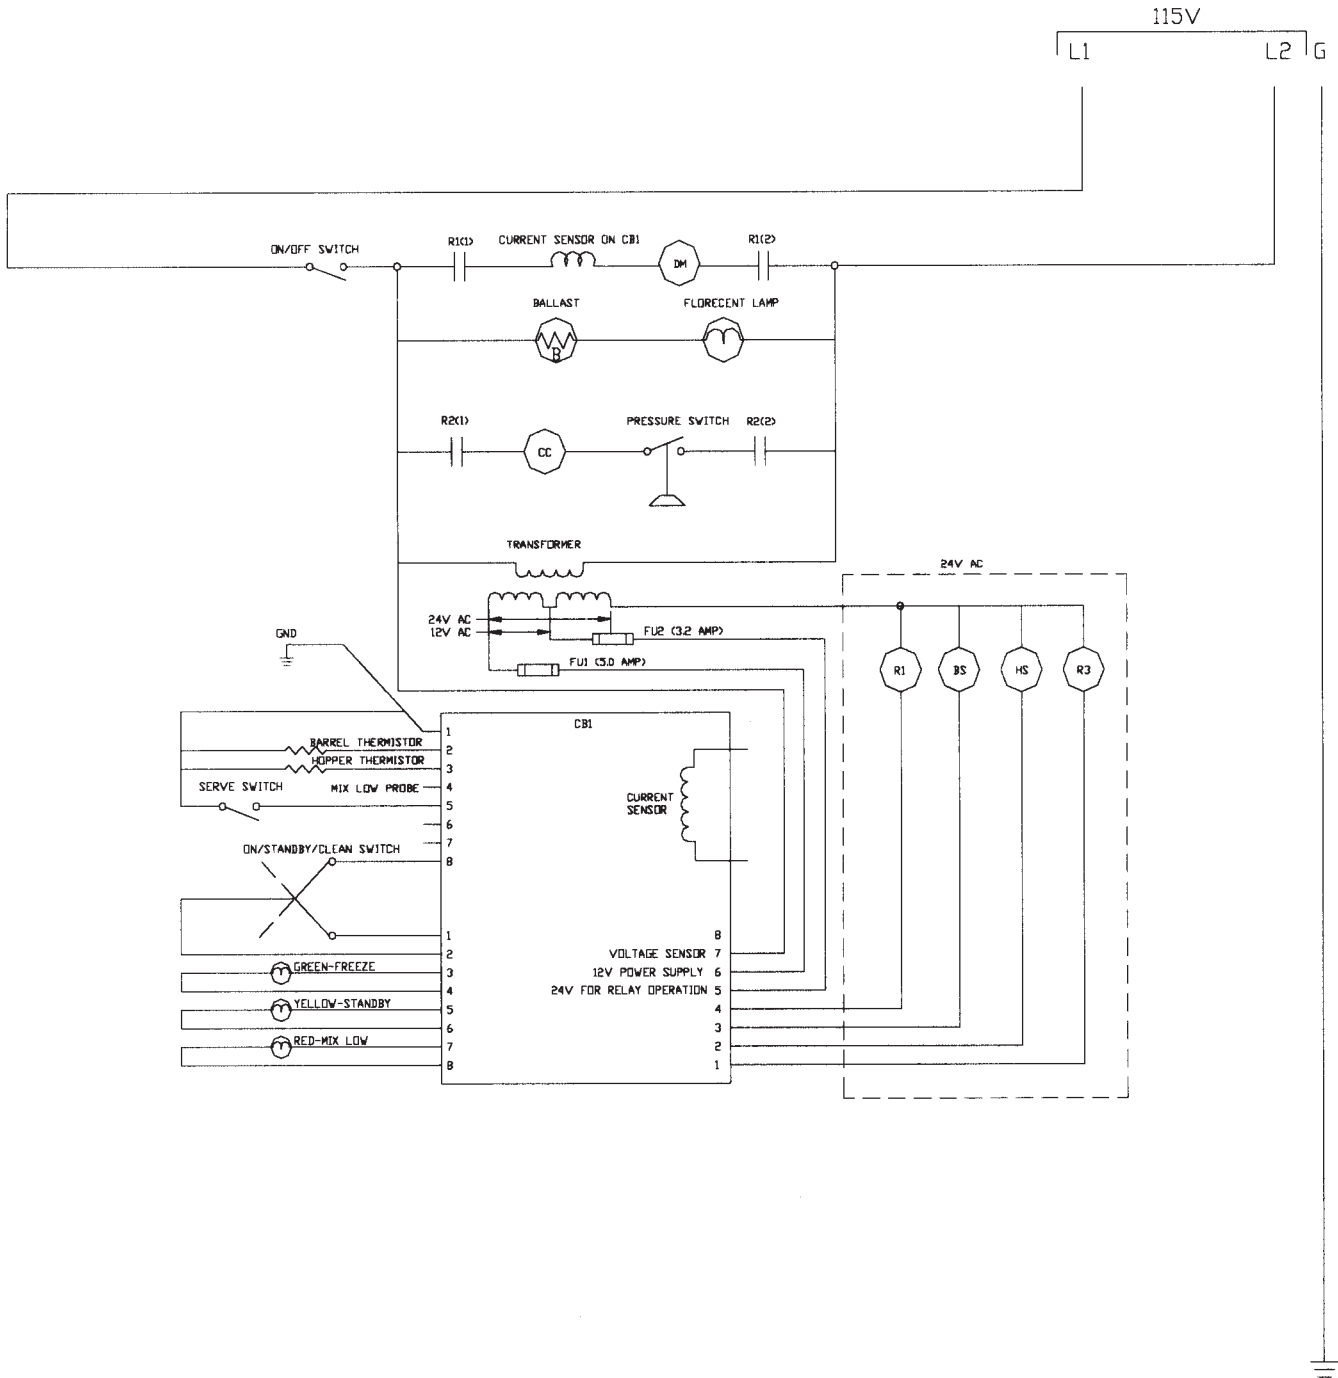 115V
L1
L2
G
ON/OFF SWITCH
R1(1)
CURRENT SENSOR ON CB1
R1(2)
DM
BALLAST
FLORECENT LAMP
B
R2(1)
PRESSURE SWITCH
R2(2)
CC
TRANSFORMER
24V AC
24V AC
12V AC
FU2 (3.2 AMP)
FU1 (5.0 AMP)
GND
R1
BS
HS
R3
CB1
1
BARREL THERMISTOR
2
HOPPER THERMISTOR
3
MIX LOW PROBE
4
SERVE SWITCH
5
6
7
ON/STANDBY/CLEAN SWITCH
8
CURRENT
SENSOR
1
2
GREEN-FREEZE
3
4
YELLOW-STANDBY
5
6
RED-MIX LOW
7
8
8
VOLTAGE SENSOR 7
12V POWER SUPPLY 6
24V FOR RELAY OPERATION 5
4
3
2
1